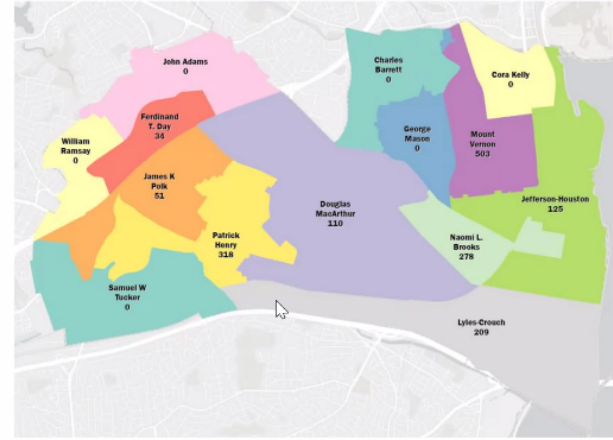 John Adams
0
Charles
Barrett
0
Cora Kelly
0
Ferdinand
T. Day
34
William
Ramsay
0
George
Mason
0
Mount
Vernon
503
James K
Polk
51
Douglas
MacArthur
110
Jefferson-Houston
125
Patrick
Henry
318
Naomi L.
Brooks
278
Samuel W
Tucker
0
Lyles-Crouch
209